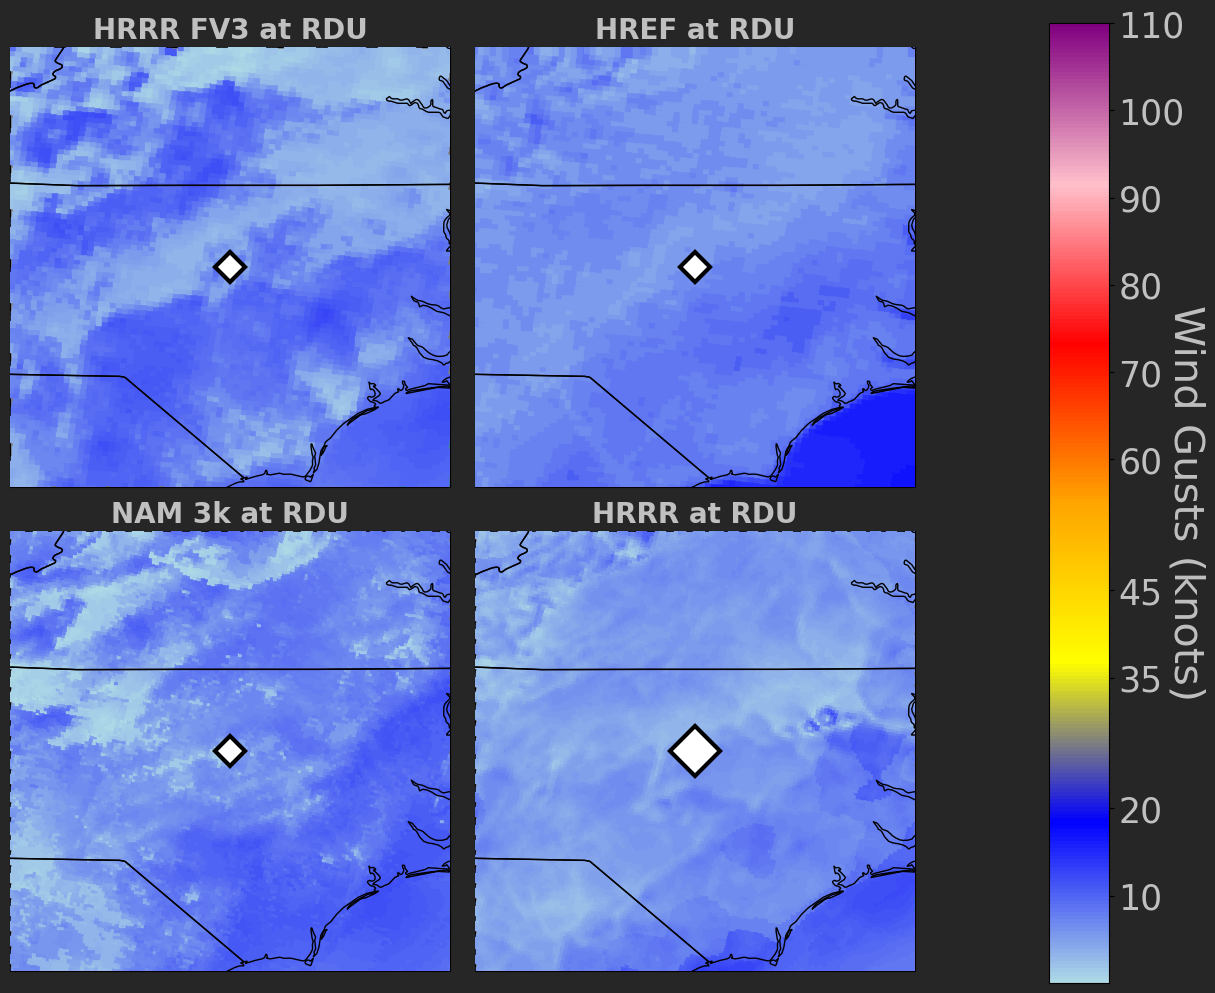 HRRR FV3 at RDU
HREF at RDU
NAM 3k at RDU
HRRR at RDU
110
100
90
80
70
60
45
35
20
10
Wind Gusts (knots)